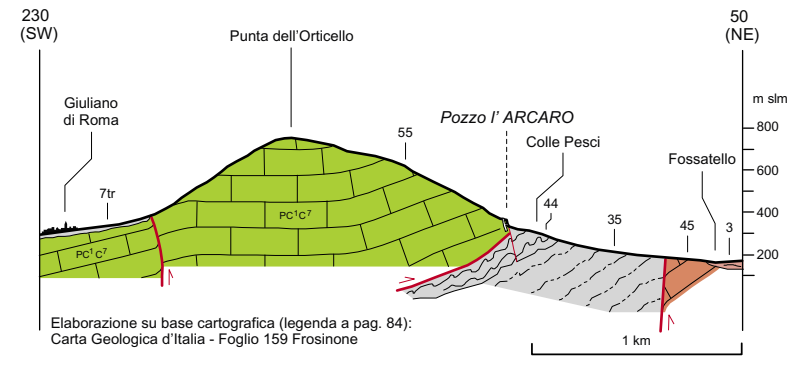 230
(SW)
50
(NE)
Punta dell'Orticello
m slm
Giuliano
di Roma
Pozzo l' ARCARO
800
55
Colle Pesci
Fossatello
600
7tr
44
400
PC¹C⁷
35
45
3
PC¹C⁷
200
Elaborazione su base cartografica (legenda a pag. 84):
Carta Geologica d'Italia - Foglio 159 Frosinone
1 km